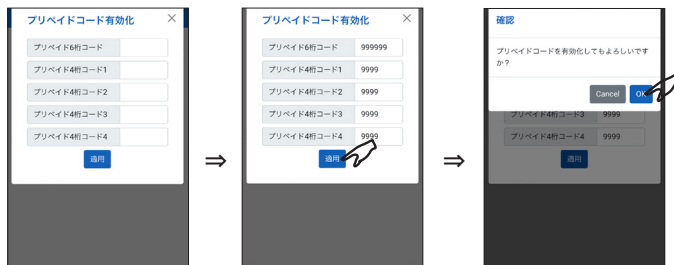 プリペイドコード有効化 ×
プリペイド6桁コード
プリペイド4桁コード1
プリペイド4桁コード2
プリペイド4桁コード3
プリペイド4桁コード4
適用
⇒
プリペイドコード有効化 ×
プリペイド6桁コード 999999
プリペイド4桁コード1 9999
プリペイド4桁コード2 9999
プリペイド4桁コード3 9999
プリペイド4桁コード4 9999
適用
⇒
確認
プリペイドコードを有効化してもよろしいです
か？
Cancel OK
プリペイド4桁コード3 9999
プリペイド4桁コード4 9999
適用